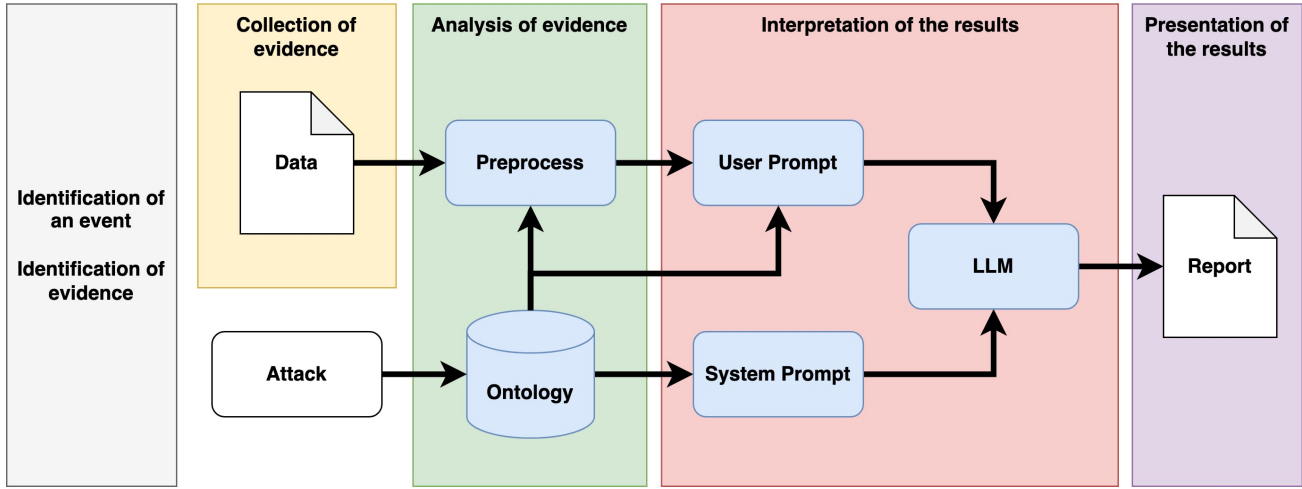 Identification of
an event
Identification of
evidence
Collection of
evidence
Data
Attack
Analysis of evidence
Preprocess
Ontology
Interpretation of the results
User Prompt
System Prompt
LLM
Presentation of
the results
Report